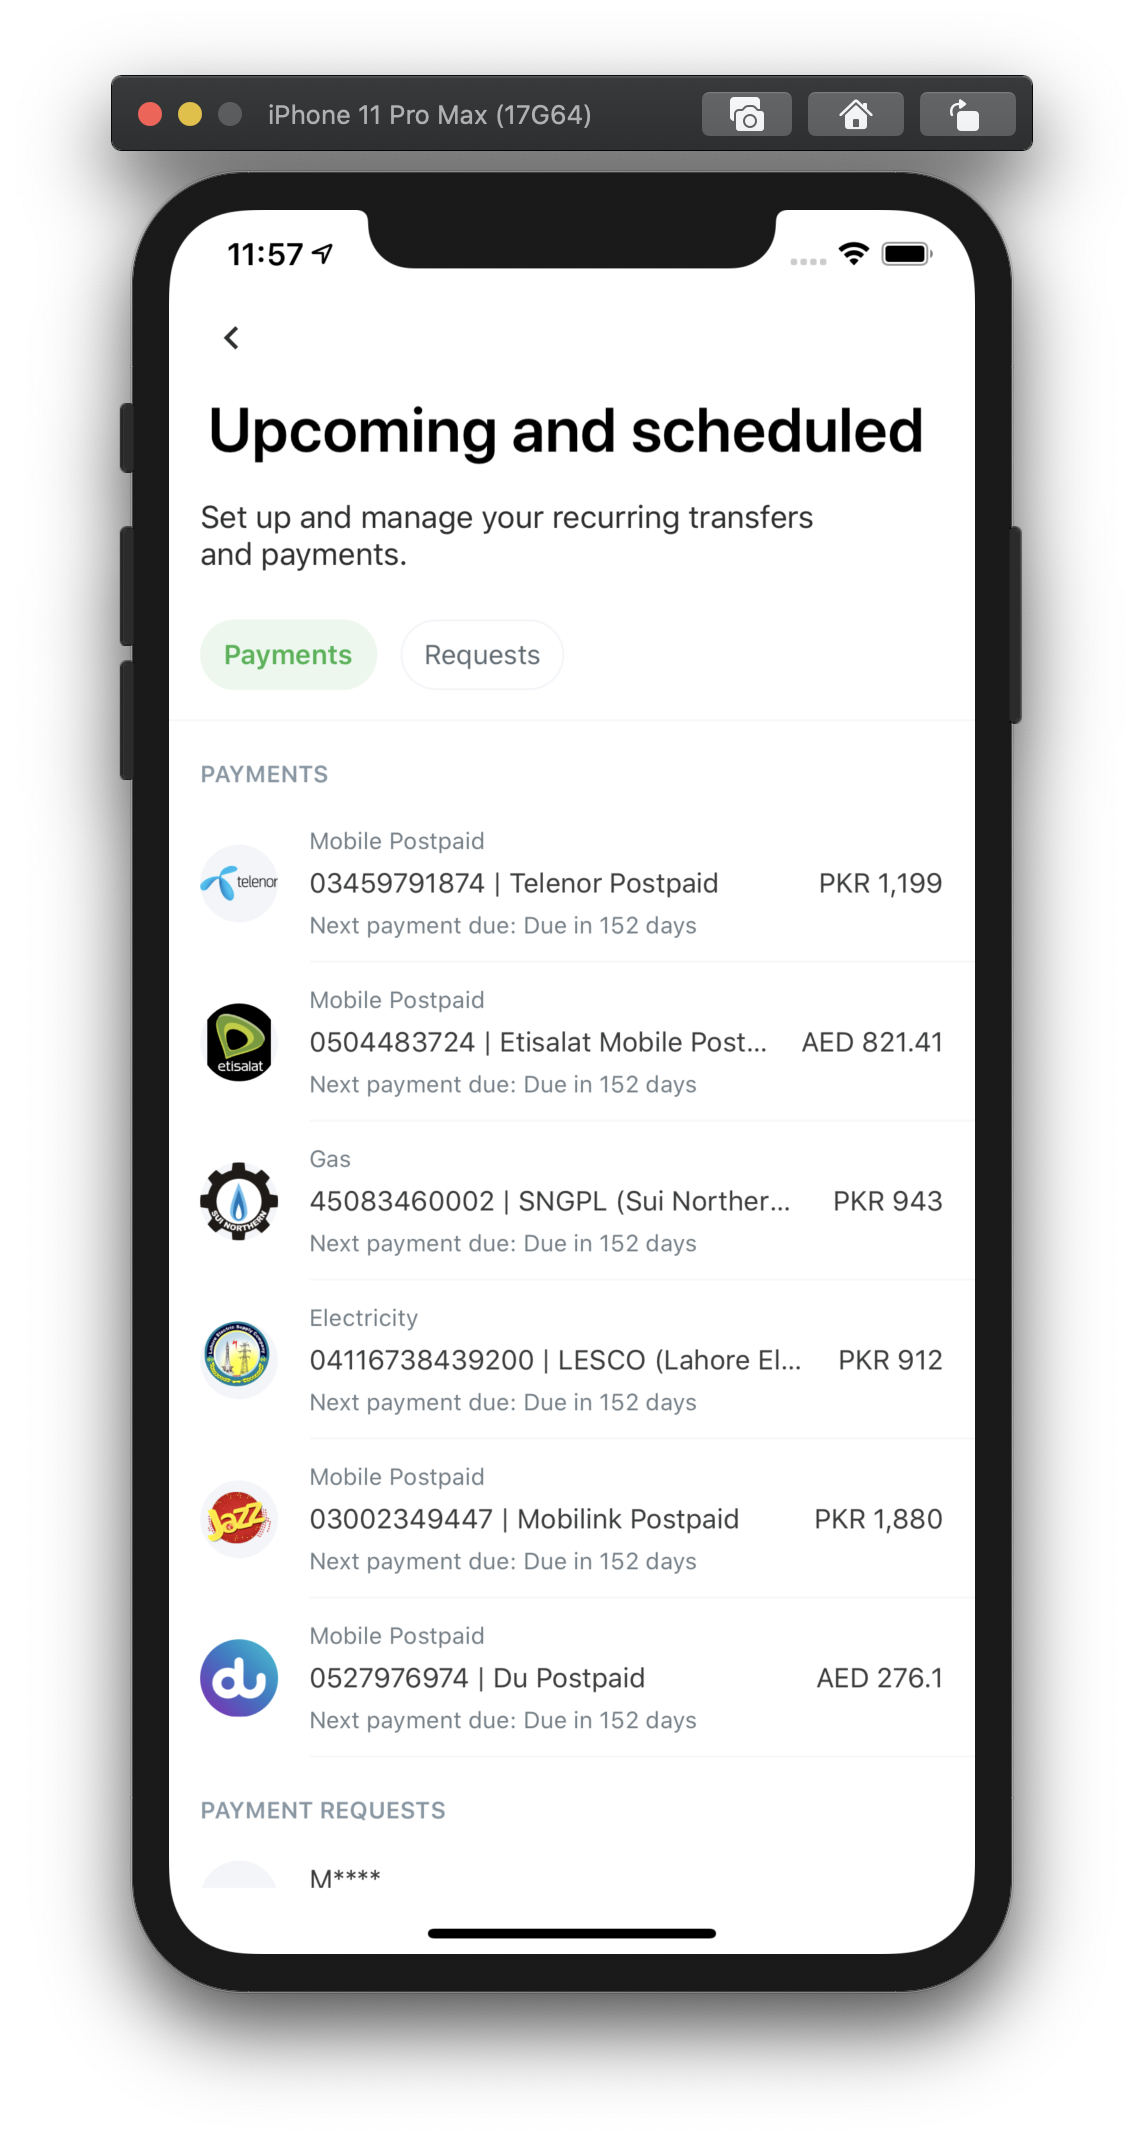 iPhone 11 Pro Max (17G64)
11:57
Upcoming and scheduled
Set up and manage your recurring transfers
and payments.
Payments
Requests
PAYMENTS
telenor
Mobile Postpaid
03459791874 | Telenor Postpaid
PKR 1,199
Next payment due: Due in 152 days
etisalat
Mobile Postpaid
0504483724 | Etisalat Mobile Post...
AED 821.41
Next payment due: Due in 152 days
SUI NORTHERN
Gas
45083460002 | SNGPL (Sui Norther...
PKR 943
Next payment due: Due in 152 days
Lahore Electric Supply Company
Electricity
04116738439200 | LESCO (Lahore El...
PKR 912
Next payment due: Due in 152 days
Jazz
Mobile Postpaid
03002349447 | Mobilink Postpaid
PKR 1,880
Next payment due: Due in 152 days
du
Mobile Postpaid
0527976974 | Du Postpaid
AED 276.1
Next payment due: Due in 152 days
PAYMENT REQUESTS
M****